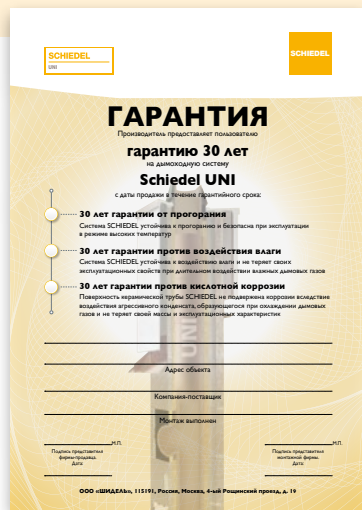 SCHIEDEL
UNI
SCHIEDEL
ГАРАНТИЯ
Производитель предоставляет пользователю
гарантию 30 лет
на дымоходную систему
Schiedel UNI
с даты продажи в течение гарантийного срока:
30 лет гарантии от прогорания
Система SCHIEDEL устойчива к прогоранию и безопасна при эксплуатации
в режиме высоких температур
30 лет гарантии против воздействия влаги
Система SCHIEDEL устойчива к воздействию влаги и не теряет своих
эксплуатационных свойств при длительном воздействии влажных дымовых газов
30 лет гарантии против кислотной коррозии
Поверхность керамической трубы SCHIEDEL не подвержена коррозии вследствие
воздействия агрессивного конденсата, образующегося при охлаждении дымовых
газов и не теряет своей массы и эксплуатационных характеристик
UNI
Адрес объекта
Компания-поставщик
Монтаж выполнен
М.П. М.П.
Подпись представителя Подпись представителя
фирмы-продавца. монтажной фирмы.
Дата: Дата:
ООО «ШИДЕЛЬ», 115191, Россия, Москва, 4-ый Рощинский проезд, д. 19